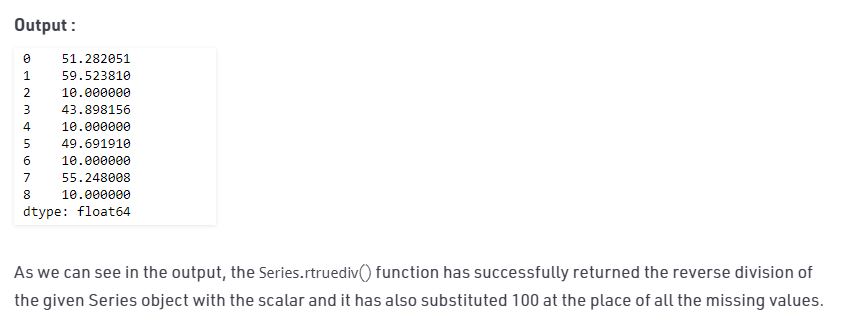 Output :
0 51.282051
1 59.523810
2 10.000000
3 43.898156
4 10.000000
5 49.691910
6 10.000000
7 55.248008
8 10.000000
dtype: float64
As we can see in the output, the Series.rtruediv() function has successfully returned the reverse division of
the given Series object with the scalar and it has also substituted 100 at the place of all the missing values.